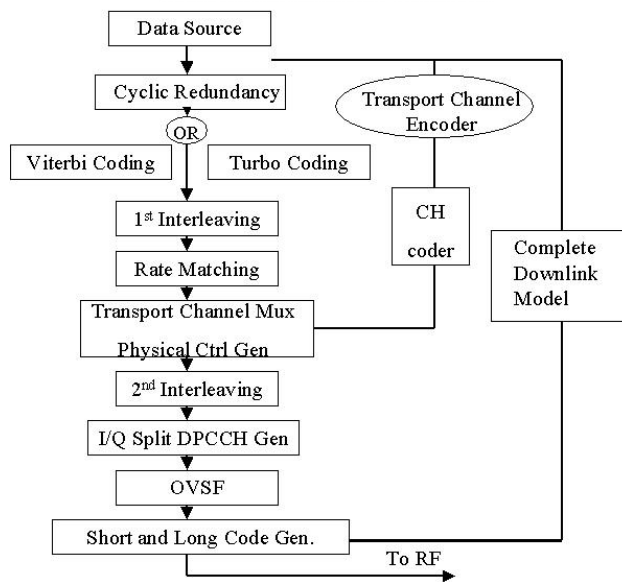 Data Source
Cyclic Redundancy
OR
Viterbi Coding
Turbo Coding
1st Interleaving
Rate Matching
Transport Channel Mux
Physical Ctrl Gen
2nd Interleaving
I/Q Split DPCCH Gen
OVSF
Short and Long Code Gen.
To RF
Transport Channel
Encoder
CH
coder
Complete
Downlink
Model